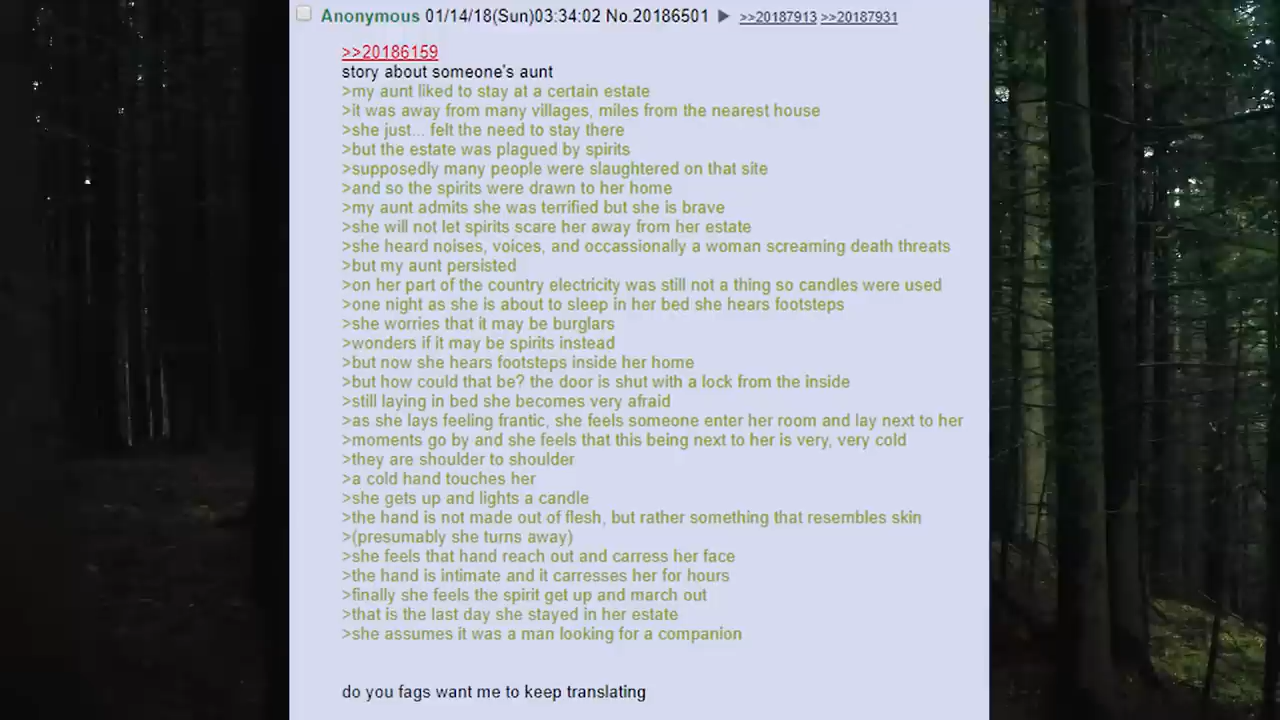 Anonymous 01/14/18(Sun)03:34:02 No.20186501 ▶ >>20187913 >>20187931
>>20186159
story about someone's aunt
>my aunt liked to stay at a certain estate
>it was away from many villages, miles from the nearest house
>she just... felt the need to stay there
>but the estate was plagued by spirits
>supposedly many people were slaughtered on that site
>and so the spirits were drawn to her home
>my aunt admits she was terrified but she is brave
>she will not let spirits scare her away from her estate
>she heard noises, voices, and occassionally a woman screaming death threats
>but my aunt persisted
>on her part of the country electricity was still not a thing so candles were used
>one night as she is about to sleep in her bed she hears footsteps
>she worries that it may be burglars
>wonders if it may be spirits instead
>but now she hears footsteps inside her home
>but how could that be? the door is shut with a lock from the inside
>still laying in bed she becomes very afraid
>as she lays feeling frantic, she feels someone enter her room and lay next to her
>moments go by and she feels that this being next to her is very, very cold
>they are shoulder to shoulder
>a cold hand touches her
>she gets up and lights a candle
>the hand is not made out of flesh, but rather something that resembles skin
>(presumably she turns away)
>she feels that hand reach out and carress her face
>the hand is intimate and it carresses her for hours
>finally she feels the spirit get up and march out
>that is the last day she stayed in her estate
>she assumes it was a man looking for a companion
do you fags want me to keep translating